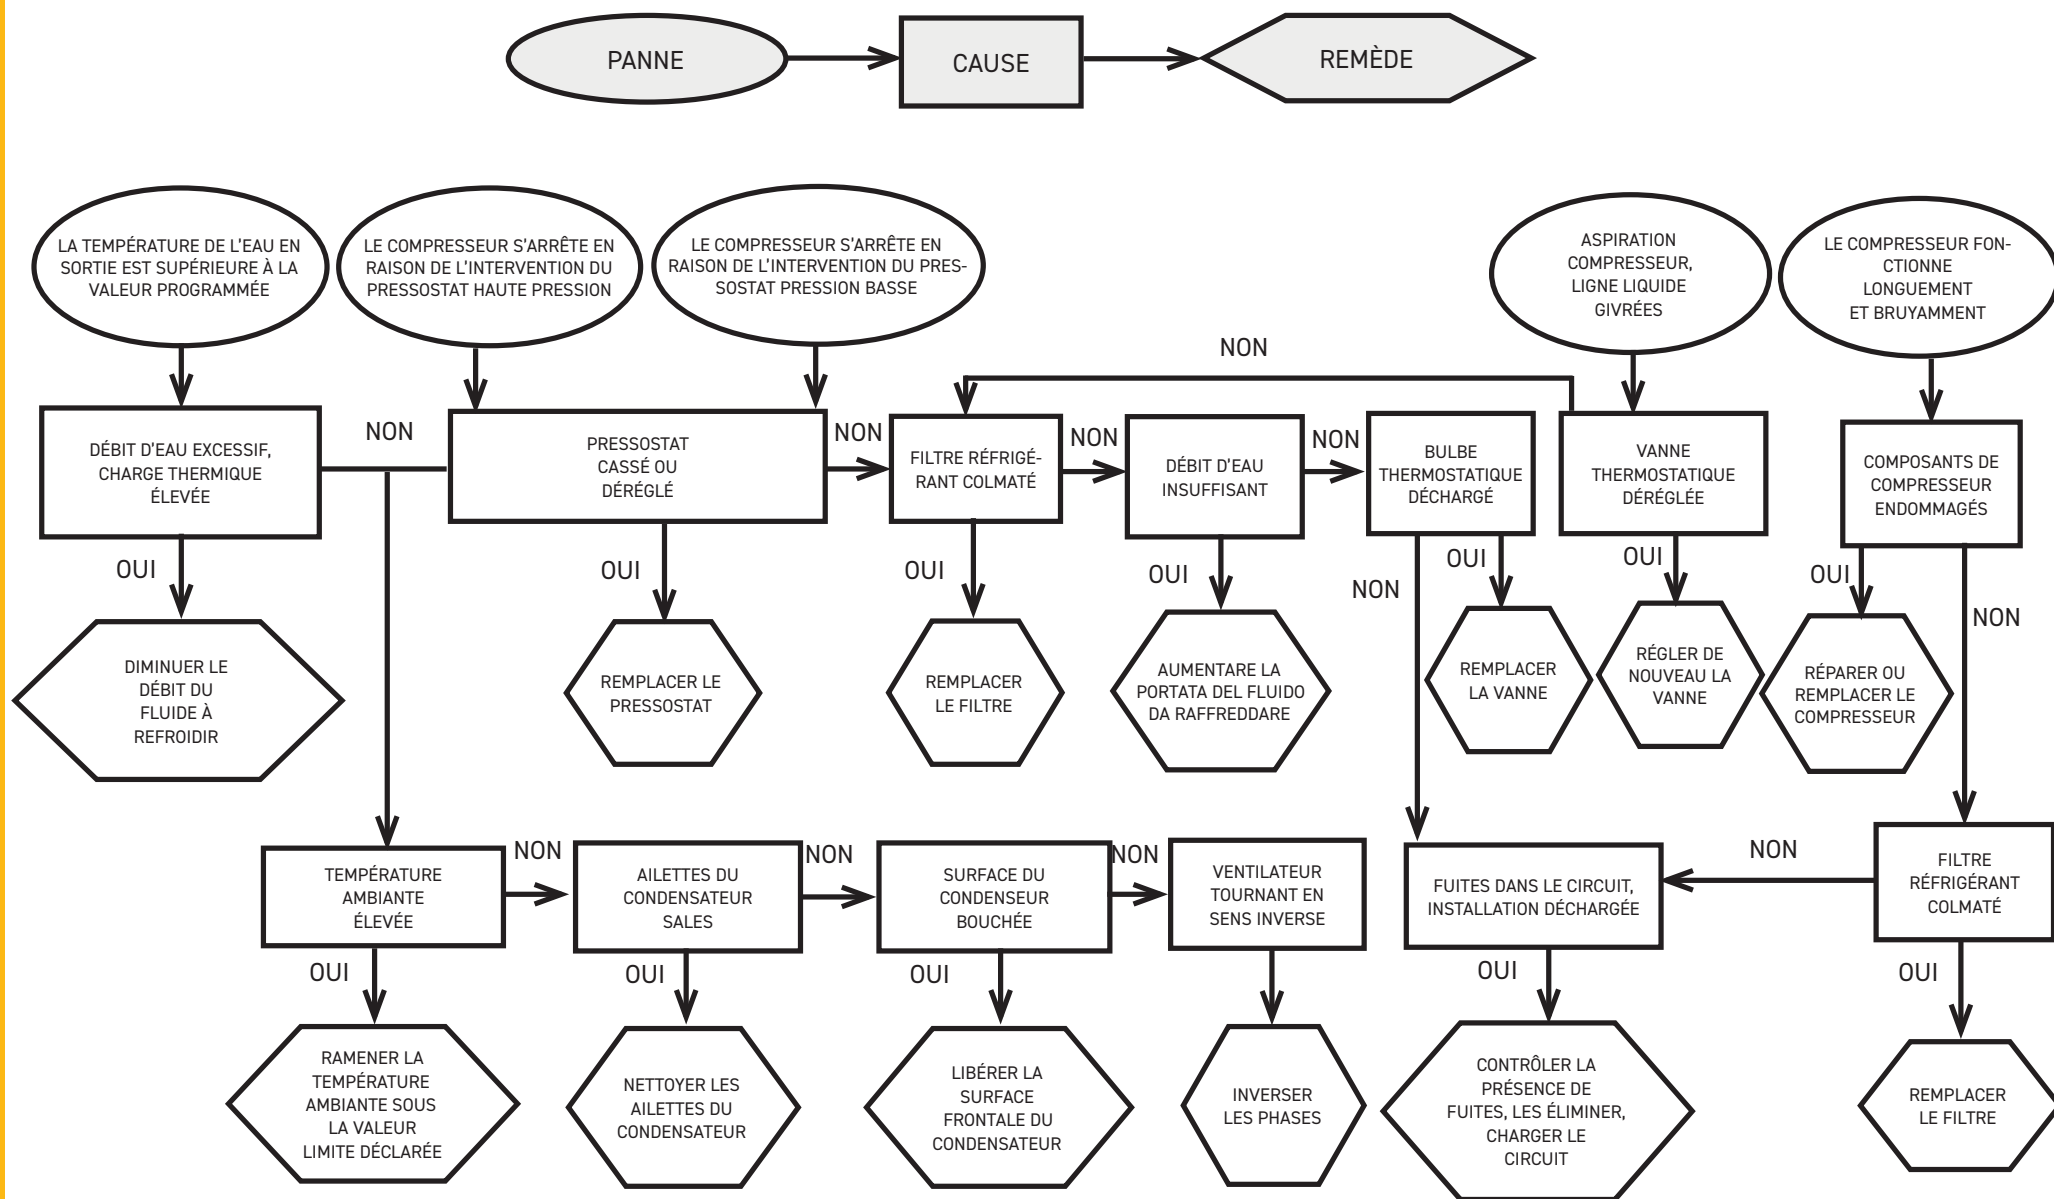 PANNE
CAUSE
REMÈDE
LA TEMPÉRATURE DE L'EAU EN
SORTIE EST SUPÉRIEURE À LA
VALEUR PROGRAMMÉE
LE COMPRESSEUR S'ARRÊTE EN
RAISON DE L'INTERVENTION DU
PRESSOSTAT HAUTE PRESSION
LE COMPRESSEUR S'ARRÊTE EN
RAISON DE L'INTERVENTION DU PRES-
SOSTAT PRESSION BASSE
ASPIRATION
COMPRESSEUR,
LIGNE LIQUIDE
GIVRÉES
LE COMPRESSEUR FON-
CTIONNE
LONGUEMENT
ET BRUYAMMENT
NON
DÉBIT D'EAU EXCESSIF,
CHARGE THERMIQUE
ÉLEVÉE
NON
PRESSOSTAT
CASSÉ OU
DÉRÉGLÉ
NON
FILTRE RÉFRIGÉ-
RANT COLMATÉ
NON
DÉBIT D'EAU
INSUFFISANT
NON
BULBE
THERMOSTATIQUE
DÉCHARGÉ
VANNE
THERMOSTATIQUE
DÉRÉGLÉE
COMPOSANTS DE
COMPRESSEUR
ENDOMMAGÉS
OUI
OUI
OUI
OUI
NON
OUI
OUI
OUI
NON
DIMINUER LE
DÉBIT DU
FLUIDE À
REFROIDIR
REMPLACER LE
PRESSOSTAT
REMPLACER
LE FILTRE
AUMENTARE LA
PORTATA DEL FLUIDO
DA RAFFREDDARE
REMPLACER
LA VANNE
RÉGLER DE
NOUVEAU LA
VANNE
RÉPARER OU
REMPLACER LE
COMPRESSEUR
TEMPÉRATURE
AMBIANTE
ÉLEVÉE
NON
AILETTES DU
CONDENSATEUR
SALES
NON
SURFACE DU
CONDENSEUR
BOUCHÉE
NON
VENTILATEUR
TOURNANT EN
SENS INVERSE
FUITES DANS LE CIRCUIT,
INSTALLATION DÉCHARGÉE
NON
FILTRE
RÉFRIGÉRANT
COLMATÉ
OUI
OUI
OUI
OUI
OUI
RAMENER LA
TEMPÉRATURE
AMBIANTE SOUS
LA VALEUR
LIMITE DÉCLARÉE
NETTOYER LES
AILETTES DU
CONDENSATEUR
LIBÉRER LA
SURFACE
FRONTALE DU
CONDENSATEUR
INVERSER
LES PHASES
CONTRÔLER LA
PRÉSENCE DE
FUITES, LES ÉLIMINER,
CHARGER LE
CIRCUIT
REMPLACER
LE FILTRE